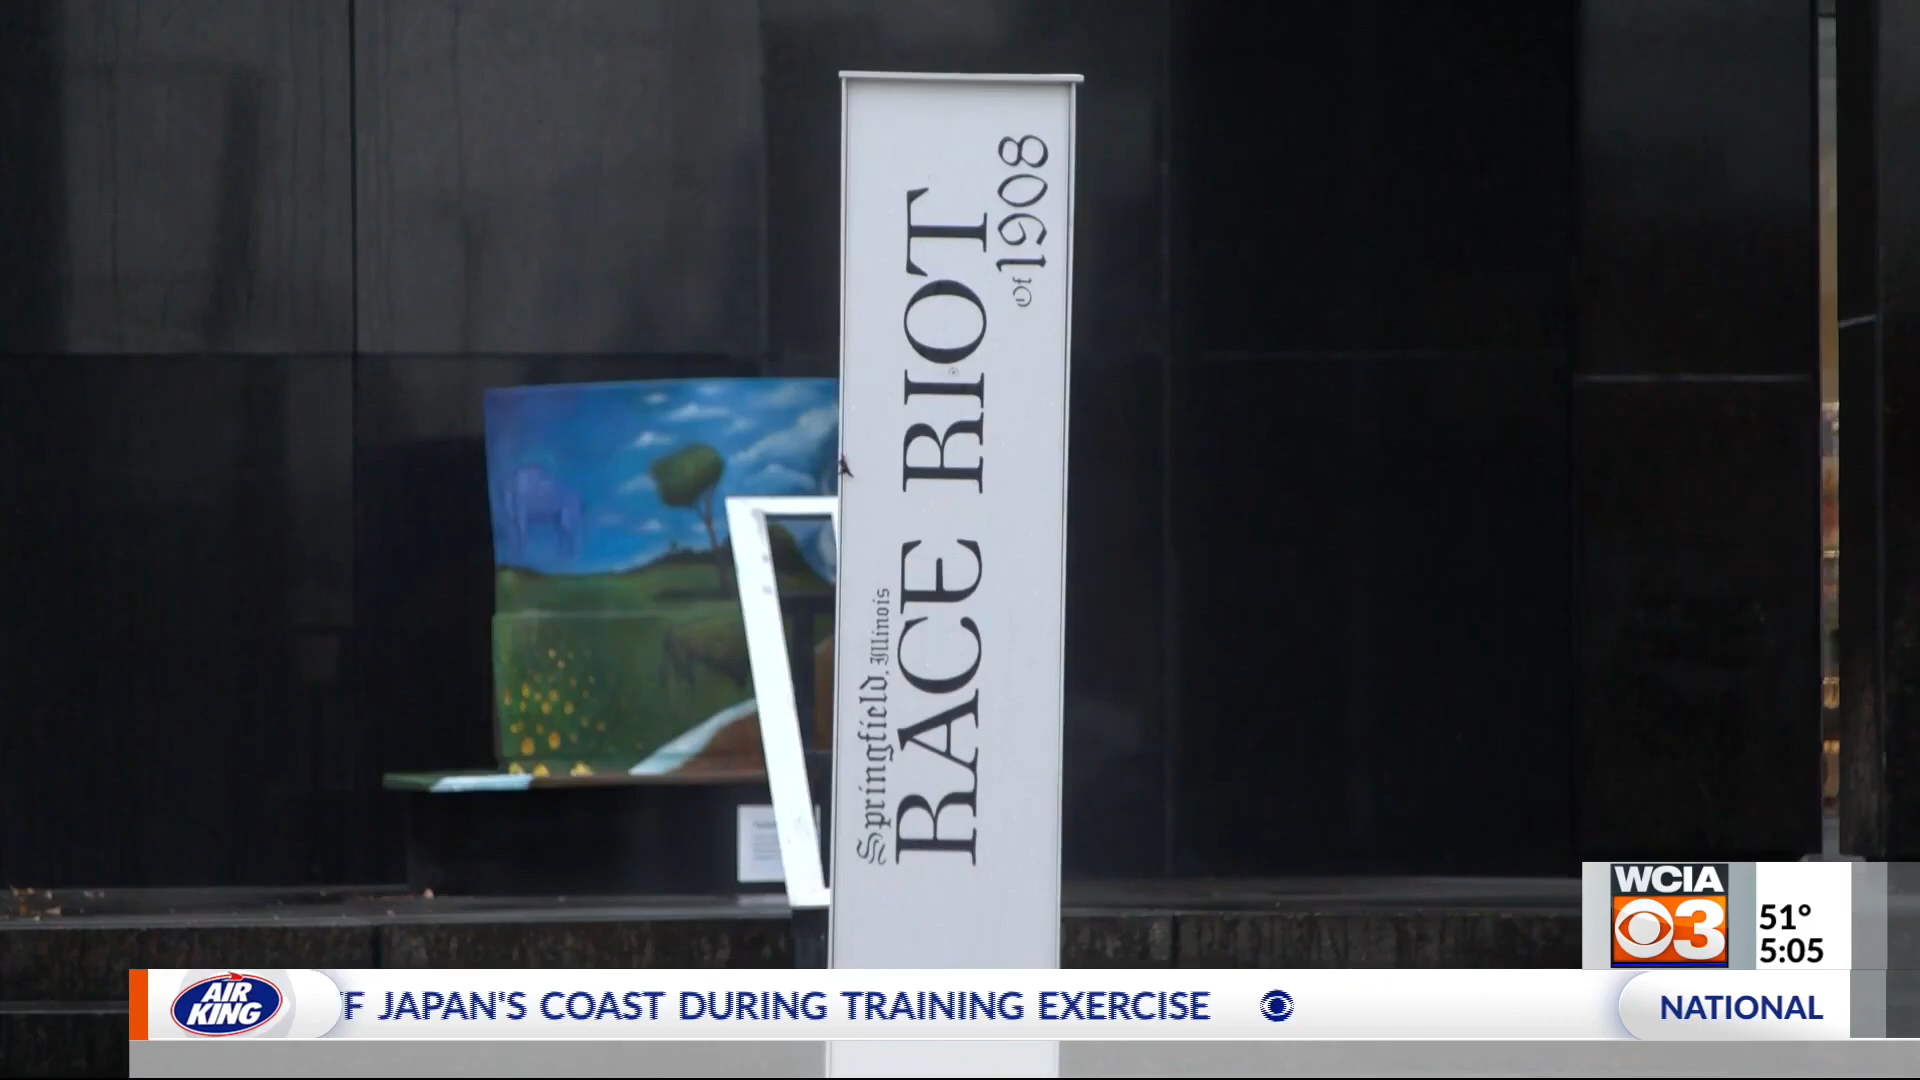 Springfield, Illinois
RACE RIOT
Of 1908
WCIA
3
51°
5:05
AIR
KING
F JAPAN'S COAST DURING TRAINING EXERCISE
NATIONAL